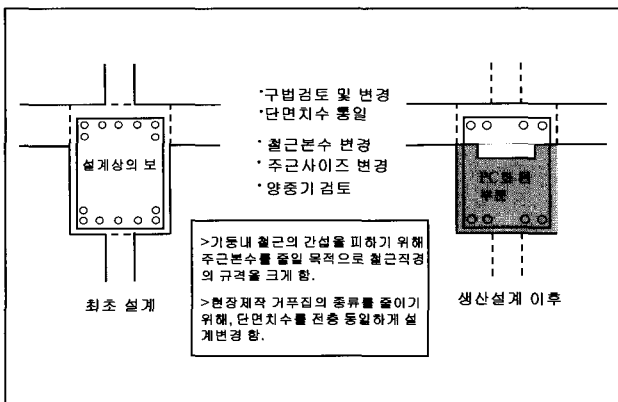 ·구법검토 및 변경
·단면치수 통일
·철근본수 변경
·주근사이즈 변경
·양중기 검토
설계상의 보
PC화 된
부분
>기둥내 철근의 간섭을 피하기 위해
주근본수를 줄일 목적으로 철근직경
의 규격을 크게 함.
>현장제작 거푸집의 종류를 줄이기
위해, 단면치수를 전층 동일하게 설
계변경 함.
최초 설계
생산설계 이후